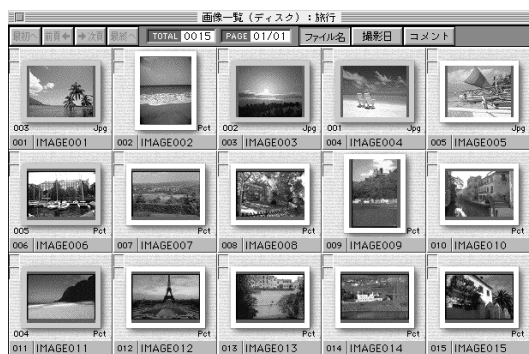 画像一覧（ディスク）：旅行
最初へ 前頁← →次頁 最終へ TOTAL 0015 PAGE 01/01 ファイル名 撮影日 コメント
003 Jpg Pct 002 Jpg 001 Jpg Jpg
001 IMAGE001 002 IMAGE002 003 IMAGE003 004 IMAGE004 005 IMAGE005
005 Pct Pct Pct Pct Pct
006 IMAGE006 007 IMAGE007 008 IMAGE008 009 IMAGE009 010 IMAGE010
004 Pct Pct Pct Pct Pct
011 IMAGE011 012 IMAGE012 013 IMAGE013 014 IMAGE014 015 IMAGE015